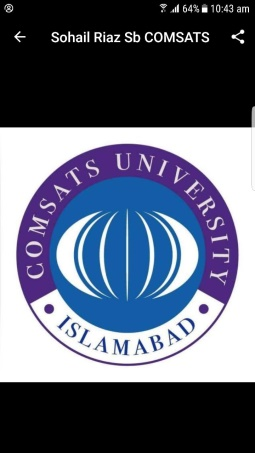 64% 10:43 am
Sohail Riaz Sb COMSATS
COMSATS UNIVERSITY
ISLAMABAD